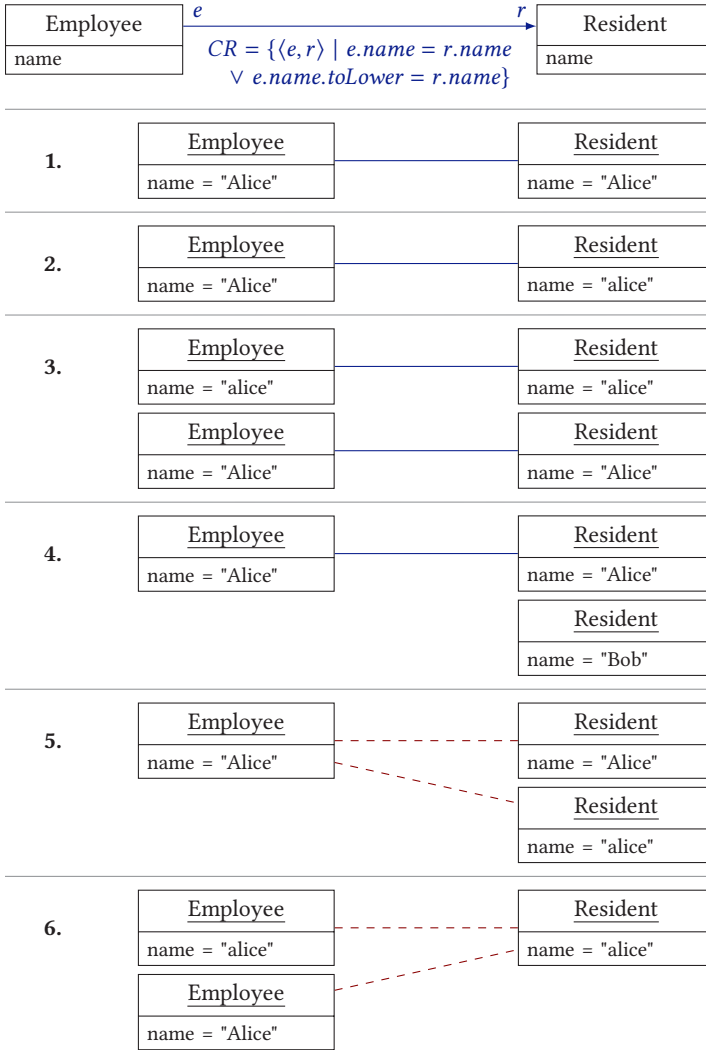 Employee
name
e
r
CR = {⟨e, r⟩ | e.name = r.name
∨ e.name.toLower = r.name}
Resident
name
1.
Employee
name = "Alice"
Resident
name = "Alice"
2.
Employee
name = "Alice"
Resident
name = "alice"
3.
Employee
name = "alice"
Resident
name = "alice"
Employee
name = "Alice"
Resident
name = "Alice"
4.
Employee
name = "Alice"
Resident
name = "Alice"
Resident
name = "Bob"
5.
Employee
name = "Alice"
Resident
name = "Alice"
Resident
name = "alice"
6.
Employee
name = "alice"
Resident
name = "alice"
Employee
name = "Alice"